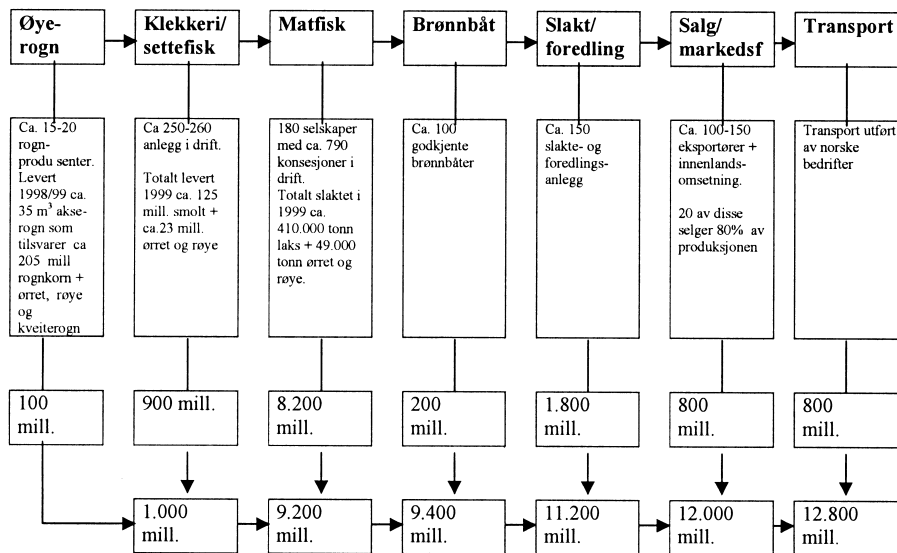 Øye-
rogn
Klekkeri/
settefisk
Matfisk
Brønnbåt
Slakt/
foredling
Salg/
markedsf
Transport
Ca. 15-20
rogn-
produ senter.
Levert
1998/99 ca.
35 m³ akse-
rogn som
tilsvarer ca
205 mill
rognkorn +
ørret, røye
og
kveiterogn
Ca 250-260
anlegg i drift.
Totalt levert
1999 ca. 125
mill. smolt +
ca.23 mill.
ørret og røye
180 selskaper
med ca. 790
konsesjoner i
drift.
Totalt slaktet i
1999 ca.
410.000 tonn
laks + 49.000
tonn ørret og
røye.
Ca. 100
godkjente
brønnbåter
Ca. 150
slakte- og
foredlings-
anlegg
Ca. 100-150
eksportører +
innenlands-
omsetning.
20 av disse
selger 80% av
produksjonen
Transport utført
av norske
bedrifter
100
mill.
900 mill.
8.200
mill.
200
mill.
1.800
mill.
800
mill.
800
mill.
1.000
mill.
9.200
mill.
9.400
mill.
11.200
mill.
12.000
mill.
12.800
mill.